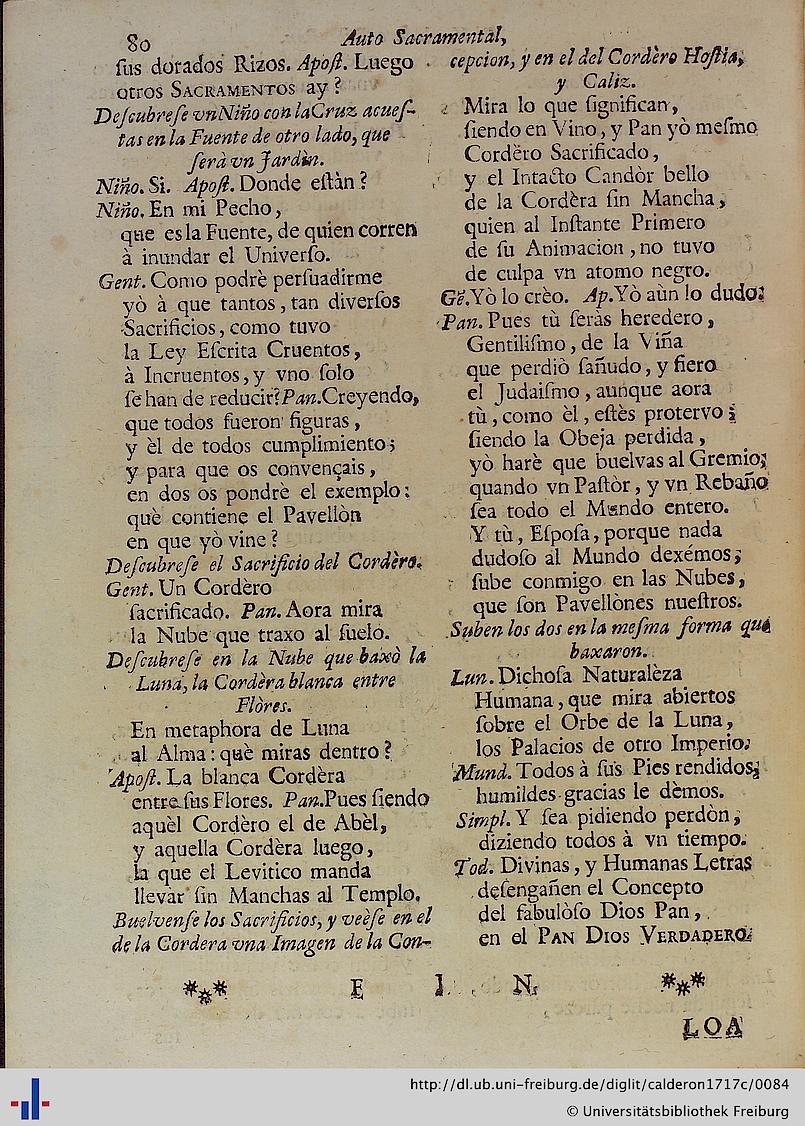 80
Auto Sacramental,
ſus dorados Rizos. Apoſt. Luego
otros SACRAMENTOS ay?
Deſcubreſe vn Niño con la Cruz acueſ-
tas en la Fuente de otro lado, que
ſerà vn Jardìn.
Niño. Si. Apoſt. Donde eſtàn?
Niño. En mi Pecho,
que es la Fuente, de quien corren
à inundar el Univerſo.
Gent. Como podrè perſuadirme
yò à que tantos, tan diverſos
Sacrificios, como tuvo
la Ley Eſcrita Cruentos,
à Incruentos, y vno ſolo
ſe han de reducir? Pan. Creyendo,
que todos fueron figuras,
y èl de todos cumplimiento;
y para que os convençais,
en dos os pondrè el exemplo:
què contiene el Pavellòn
en que yò vine?
Deſcubreſe el Sacrificio del Cordèro.
Gent. Un Cordèro
ſacrificado. Pan. Aora mira
la Nube que traxo al ſuelo.
Deſcubreſe en la Nube que baxò la
Luna, la Cordèra blanca entre
Flòres.
En metaphora de Luna
al Alma: què miras dentro?
Apoſt. La blanca Cordèra
entre ſus Flores. Pan. Pues ſiendo
aquèl Cordèro el de Abèl,
y aquella Cordèra luego,
la que el Levitico manda
llevar ſin Manchas al Templo.
Buelvenſe los Sacrificios, y veèſe en el
de la Cordera vna Imagen de la Con-
cepcion, y en el del Cordèro Hoſtia,
y Caliz.
Mira lo que ſignifican,
ſiendo en Vino, y Pan yò meſmo
Cordèro Sacrificado,
y el Intacto Candòr bello
de la Cordèra ſin Mancha,
quien al Inſtante Primero
de ſu Animacion, no tuvo
de culpa vn atomo negro.
Gẽ. Yò lo crèo. Ap. Yò aùn lo dudo.
Pan. Pues tù ſeràs heredero,
Gentiliſmo, de la Viña
que perdiò ſañudo, y fiero
el Judaiſmo, aunque aora
tù, como èl, eſtès protervo;
ſiendo la Obeja perdida,
yò harè que buelvas al Gremio;
quando vn Paſtòr, y vn Rebaño
ſea todo el Mundo entero.
Y tù, Eſpoſa, porque nada
dudoſo al Mundo dexémos,
ſube conmigo en las Nubes,
que ſon Pavellònes nueſtros.
Suben los dos en la meſma forma que
baxaron.
Lun. Dichoſa Naturalèza
Humana, que mira abiertos
ſobre el Orbe de la Luna,
los Palacios de otro Imperio.
Mund. Todos à ſus Pies rendidos,
humildes gracias le dèmos.
Simpl. Y ſea pidiendo perdòn,
diziendo todos à vn tiempo.
Tod. Divinas, y Humanas Letras
deſengañen el Concepto
del fabulòſo Dios Pan,
en el PAN DIOS VERDADERO.
*** F I N. ***
LOA
http://dl.ub.uni-freiburg.de/diglit/calderon1717c/0084
© Universitätsbibliothek Freiburg